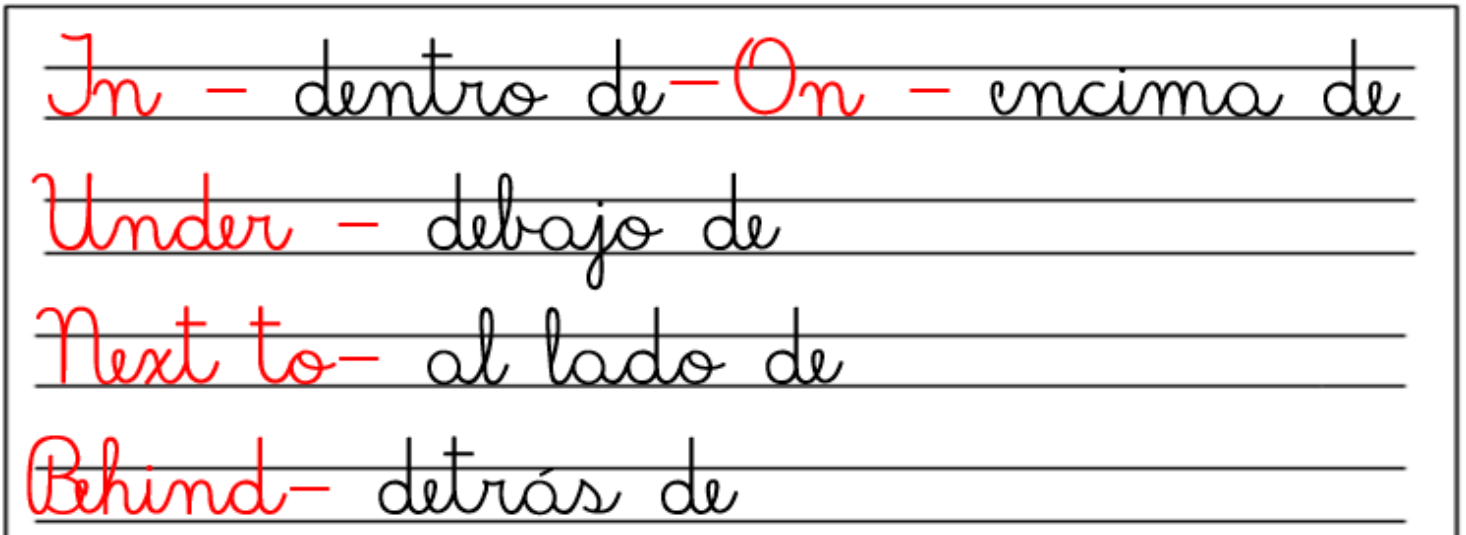 In - dentro de - On - encima de
Under - debajo de
Next to - al lado de
Behind - detrás de